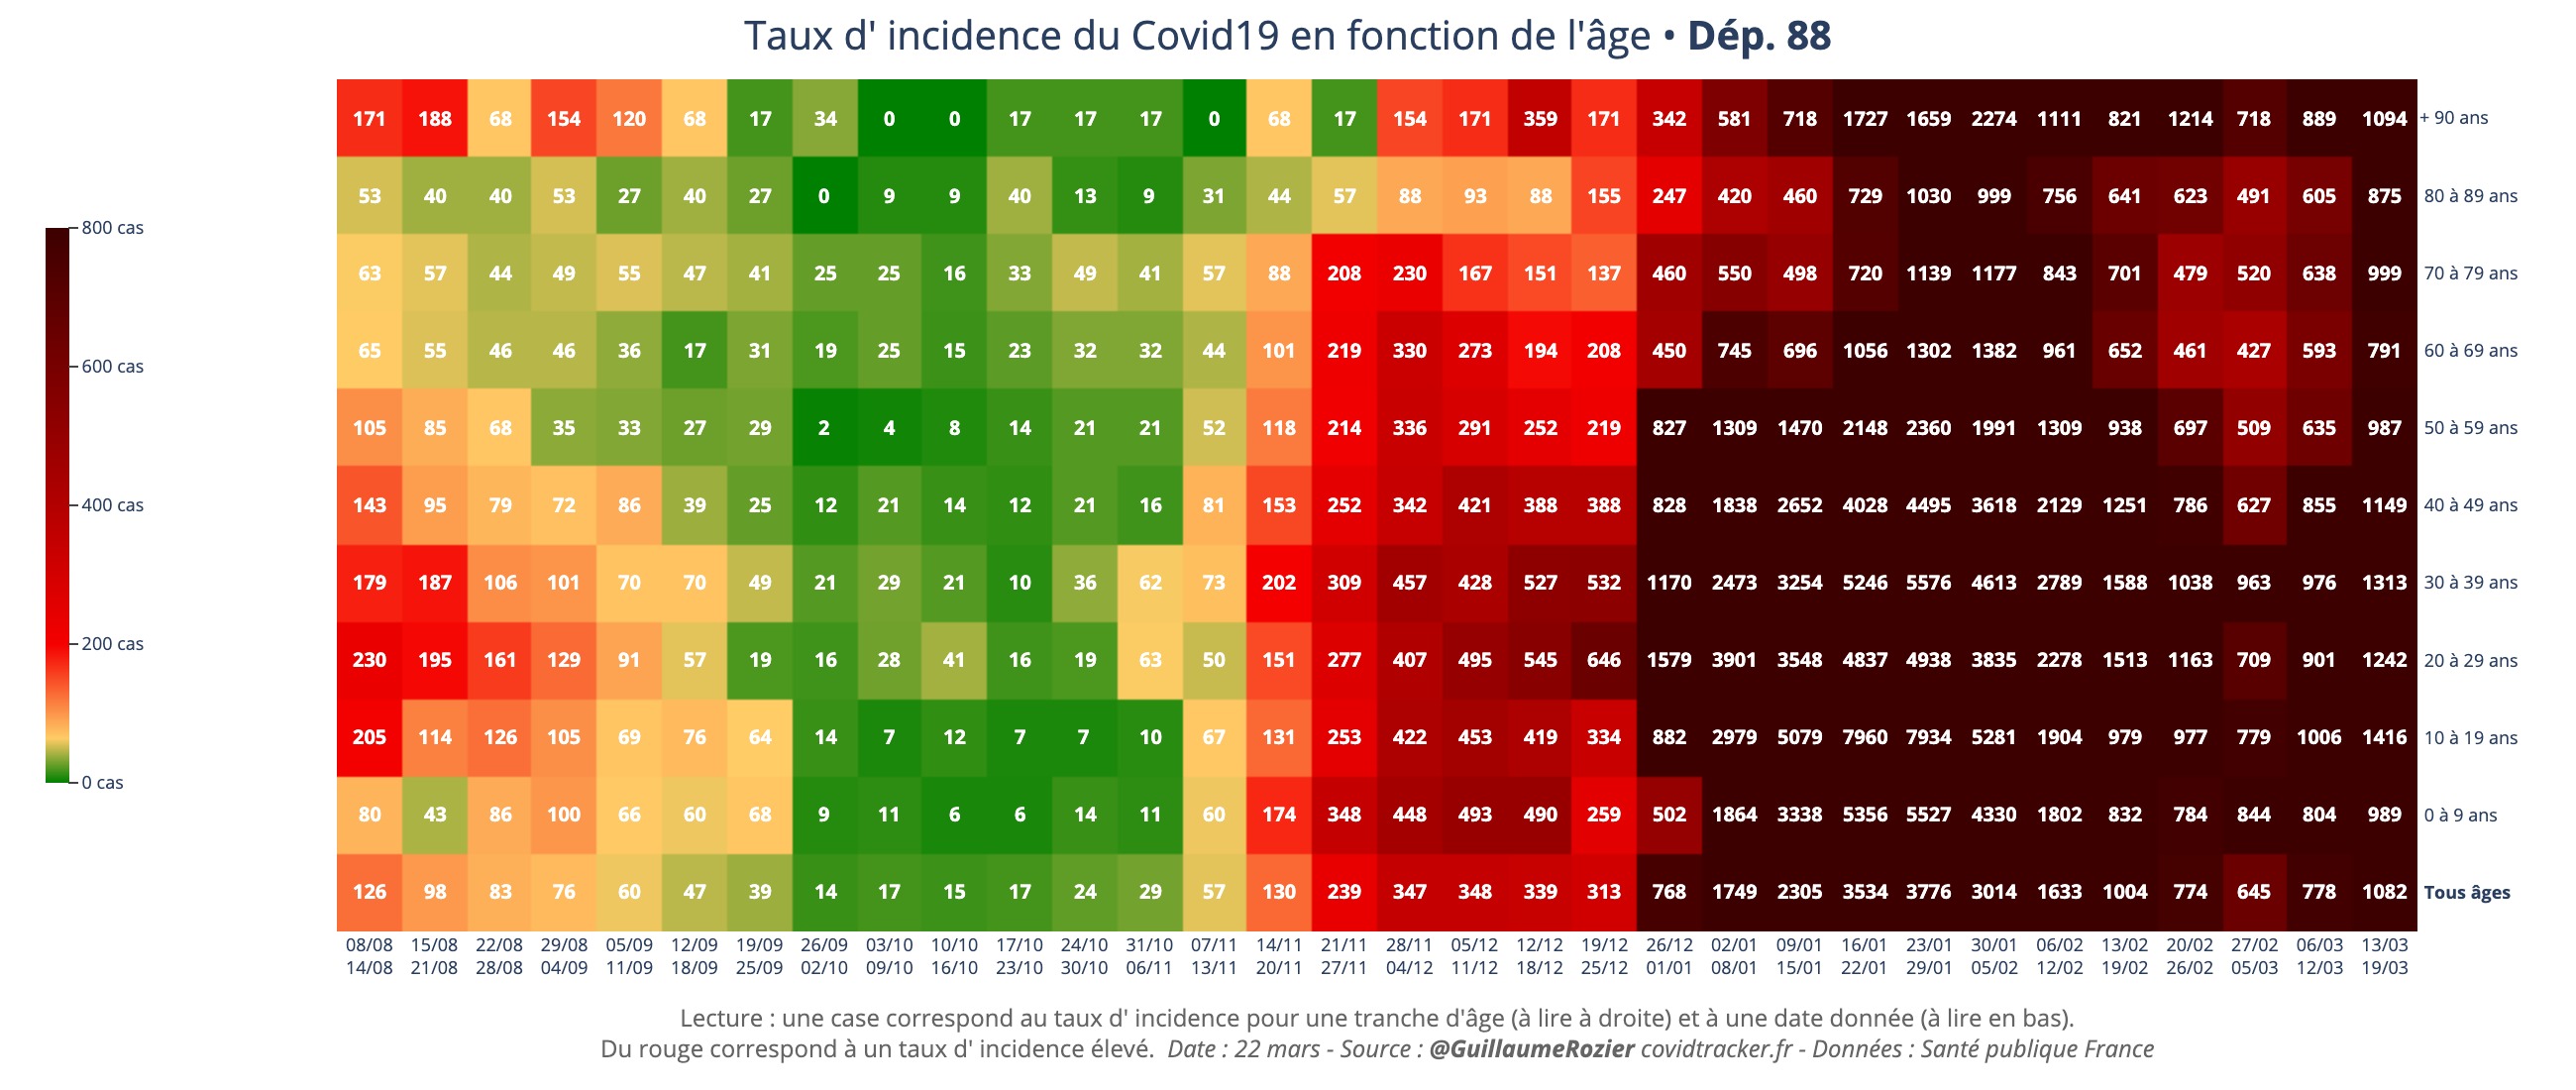 Taux d' incidence du Covid19 en fonction de l'âge • Dép. 88
171 188 68 154 120 68 17 34 0 0 17 17 17 0 68 17 154 171 359 171 342 581 718 1727 1659 2274 1111 821 1214 718 889 1094 + 90 ans
53 40 40 53 27 40 27 0 9 9 40 13 9 31 44 57 88 93 88 155 247 420 460 729 1030 999 756 641 623 491 605 875 80 à 89 ans
800 cas
63 57 44 49 55 47 41 25 25 16 33 49 41 57 88 208 230 167 151 137 460 550 498 720 1139 1177 843 701 479 520 638 999 70 à 79 ans
65 55 46 46 36 17 31 19 25 15 23 32 32 44 101 219 330 273 194 208 450 745 696 1056 1302 1382 961 652 461 427 593 791 60 à 69 ans
600 cas
105 85 68 35 33 27 29 2 4 8 14 21 21 52 118 214 336 291 252 219 827 1309 1470 2148 2360 1991 1309 938 697 509 635 987 50 à 59 ans
400 cas
143 95 79 72 86 39 25 12 21 14 12 21 16 81 153 252 342 421 388 388 828 1838 2652 4028 4495 3618 2129 1251 786 627 855 1149 40 à 49 ans
179 187 106 101 70 70 49 21 29 21 10 36 62 73 202 309 457 428 527 532 1170 2473 3254 5246 5576 4613 2789 1588 1038 963 976 1313 30 à 39 ans
200 cas
230 195 161 129 91 57 19 16 28 41 16 19 63 50 151 277 407 495 545 646 1579 3901 3548 4837 4938 3835 2278 1513 1163 709 901 1242 20 à 29 ans
205 114 126 105 69 76 64 14 7 12 7 7 10 67 131 253 422 453 419 334 882 2979 5079 7960 7934 5281 1904 979 977 779 1006 1416 10 à 19 ans
0 cas
80 43 86 100 66 60 68 9 11 6 6 14 11 60 174 348 448 493 490 259 502 1864 3338 5356 5527 4330 1802 832 784 844 804 989 0 à 9 ans
126 98 83 76 60 47 39 14 17 15 17 24 29 57 130 239 347 348 339 313 768 1749 2305 3534 3776 3014 1633 1004 774 645 778 1082 Tous âges
08/08 15/08 22/08 29/08 05/09 12/09 19/09 26/09 03/10 10/10 17/10 24/10 31/10 07/11 14/11 21/11 28/11 05/12 12/12 19/12 26/12 02/01 09/01 16/01 23/01 30/01 06/02 13/02 20/02 27/02 06/03 13/03
14/08 21/08 28/08 04/09 11/09 18/09 25/09 02/10 09/10 16/10 23/10 30/10 06/11 13/11 20/11 27/11 04/12 11/12 18/12 25/12 01/01 08/01 15/01 22/01 29/01 05/02 12/02 19/02 26/02 05/03 12/03 19/03
Lecture : une case correspond au taux d' incidence pour une tranche d'âge (à lire à droite) et à une date donnée (à lire en bas).
Du rouge correspond à un taux d' incidence élevé. Date : 22 mars - Source : @GuillaumeRozier covidtracker.fr - Données : Santé publique France